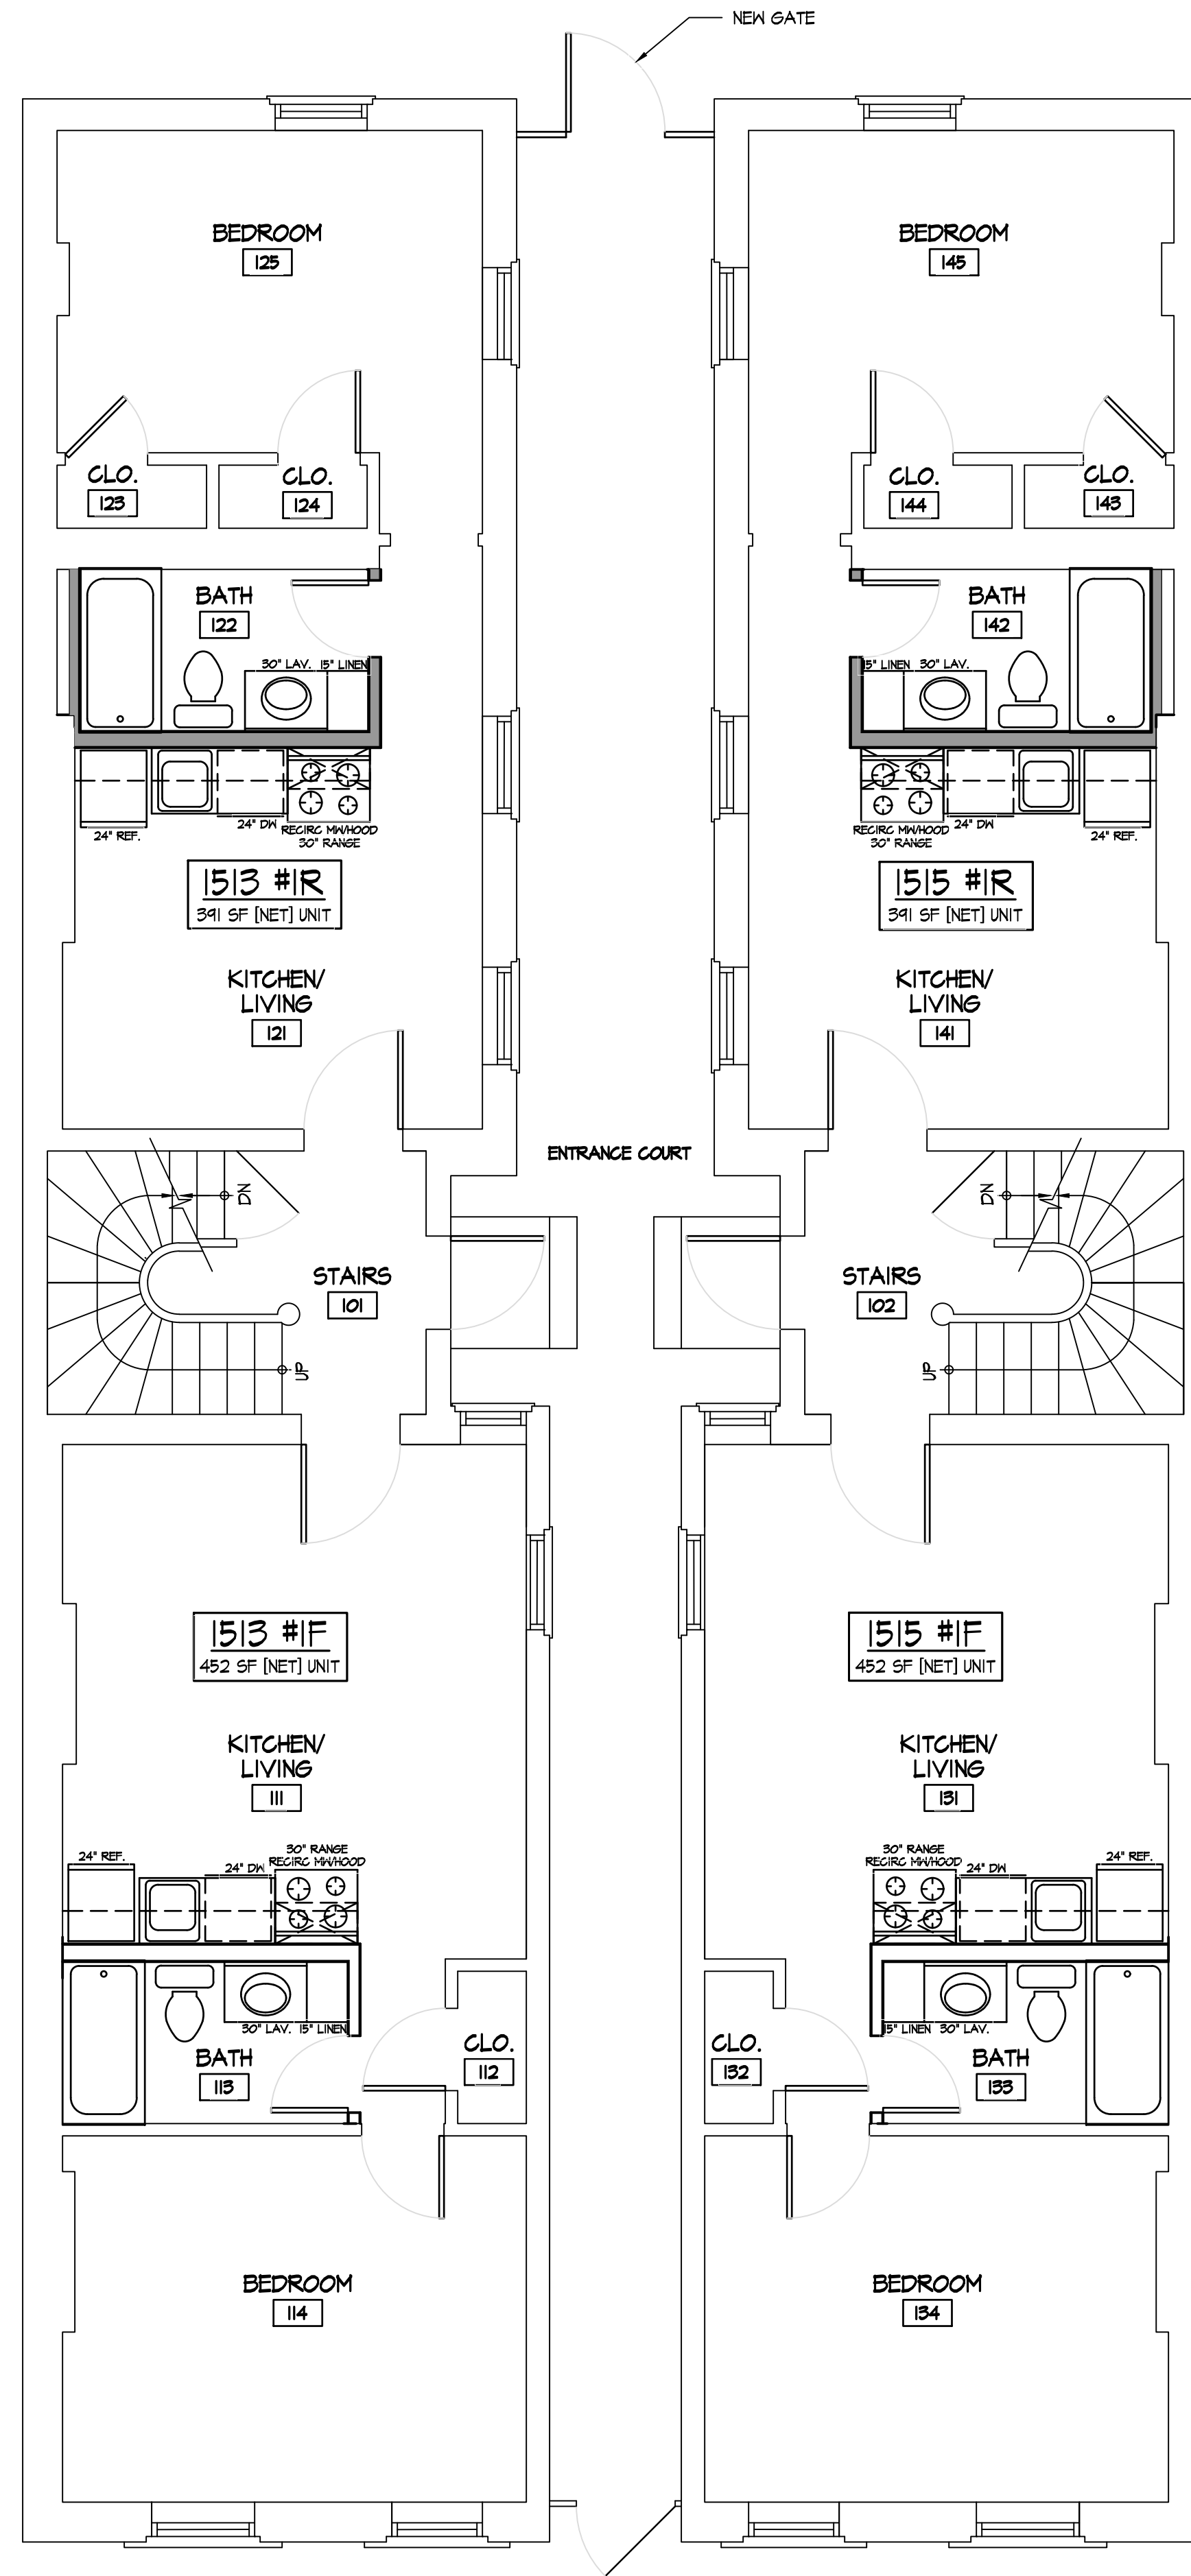 NEW GATE
BEDROOM
125
BEDROOM
145
CLO.
123
CLO.
124
CLO.
144
CLO.
143
BATH
122
30" LAV. 15" LINEN
BATH
142
15" LINEN 30" LAV.
24" REF.
24" DW
RECIRC MW/HOOD
30" RANGE
RECIRC MW/HOOD
30" RANGE
24" DW
24" REF.
1513 #1R
391 SF [NET] UNIT
1515 #1R
391 SF [NET] UNIT
KITCHEN/
LIVING
121
KITCHEN/
LIVING
141
ENTRANCE COURT
DN
DN
STAIRS
101
STAIRS
102
UP
UP
1513 #1F
452 SF [NET] UNIT
1515 #1F
452 SF [NET] UNIT
KITCHEN/
LIVING
111
KITCHEN/
LIVING
131
24" REF.
24" DW
30" RANGE
RECIRC MW/HOOD
30" RANGE
RECIRC MW/HOOD
24" DW
24" REF.
30" LAV. 15" LINEN
BATH
113
CLO.
112
CLO.
132
15" LINEN 30" LAV.
BATH
133
BEDROOM
114
BEDROOM
134